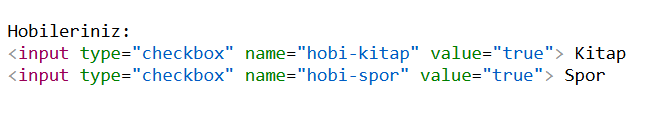 Hobileriniz:
<input type="checkbox" name="hobi-kitap" value="true"> Kitap
<input type="checkbox" name="hobi-spor" value="true"> Spor